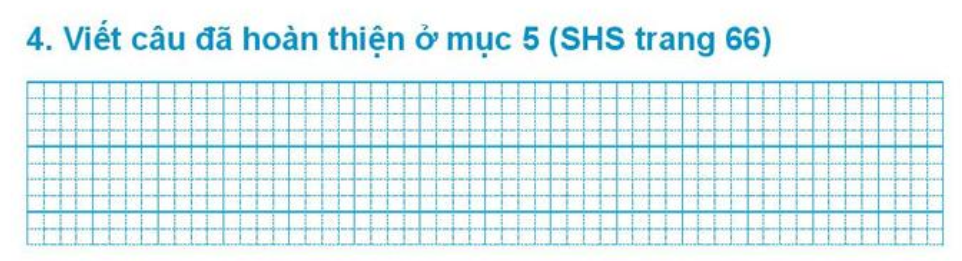 4. Viết câu đã hoàn thiện ở mục 5 (SHS trang 66)